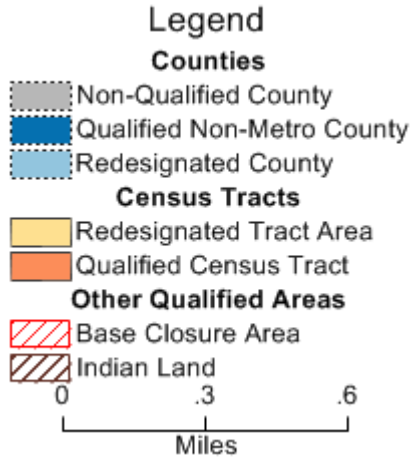 Legend
Counties
Non-Qualified County
Qualified Non-Metro County
Redesignated County
Census Tracts
Redesignated Tract Area
Qualified Census Tract
Other Qualified Areas
Base Closure Area
Indian Land
0 .3 .6
Miles